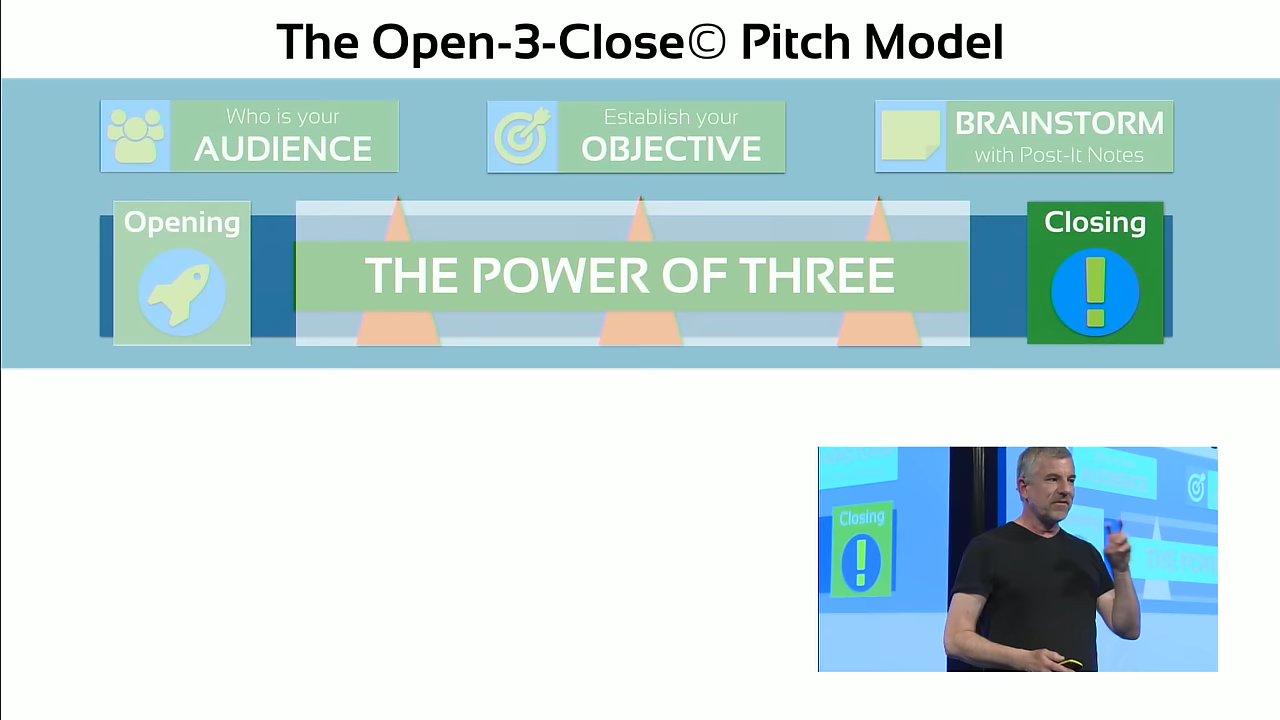 The Open-3-Close© Pitch Model
Who is your
AUDIENCE
Establish your
OBJECTIVE
BRAINSTORM
with Post-It Notes
Opening
THE POWER OF THREE
Closing
Closing
AUDIENCE